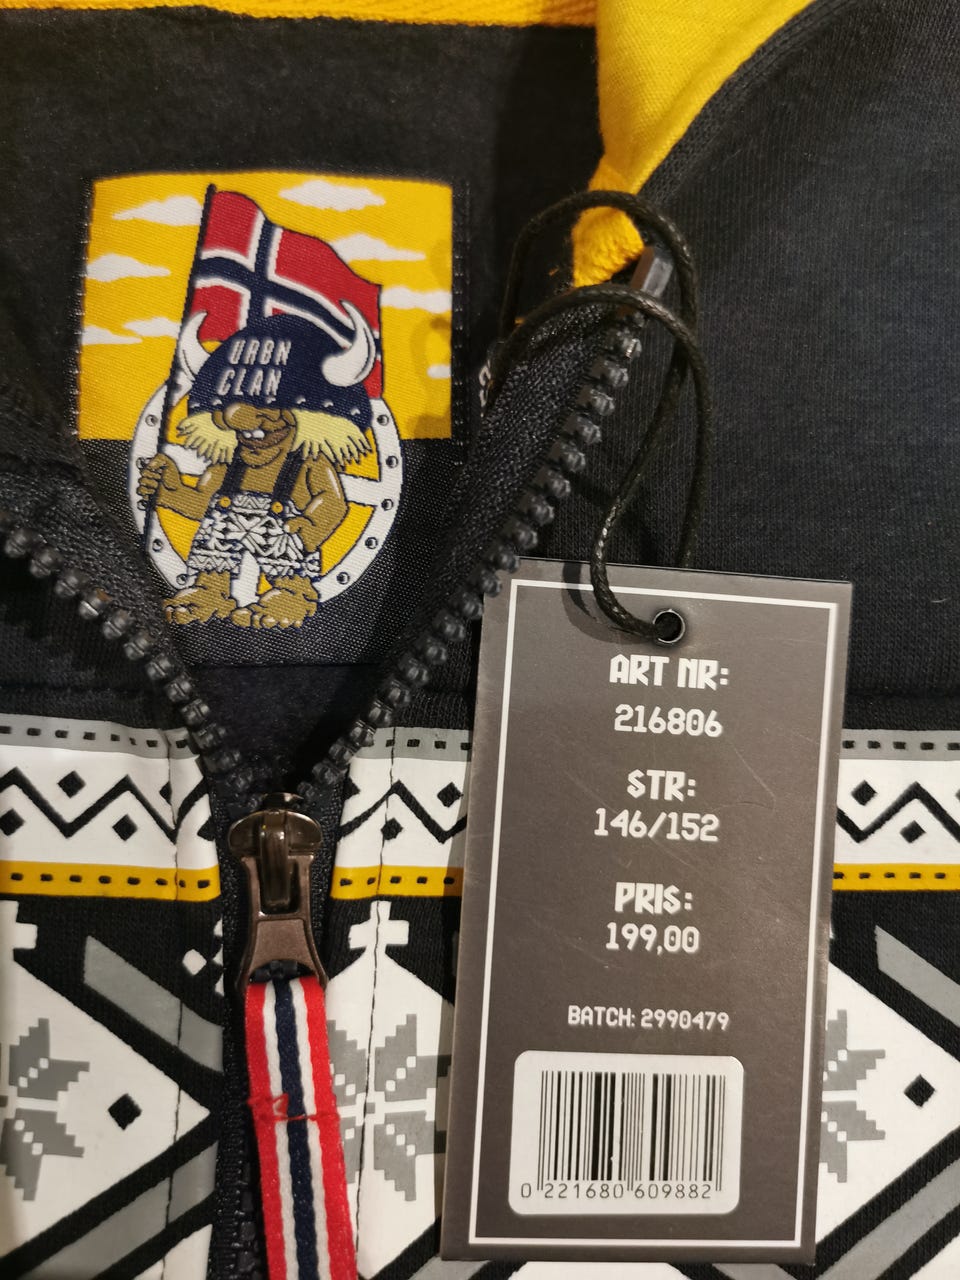 URBN
CLAN
ART NR:
216806
STR:
146/152
PRIS:
199,00
BATCH: 2990479
0 221680 609882